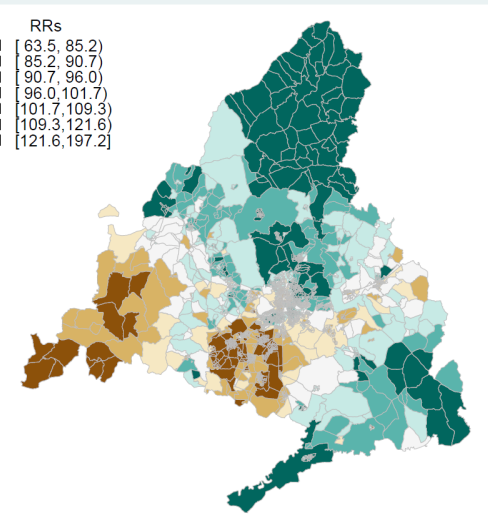 RRs
[ 63.5, 85.2)
[ 85.2, 90.7)
[ 90.7, 96.0)
[ 96.0,101.7)
[101.7,109.3)
[109.3,121.6)
[121.6,197.2]